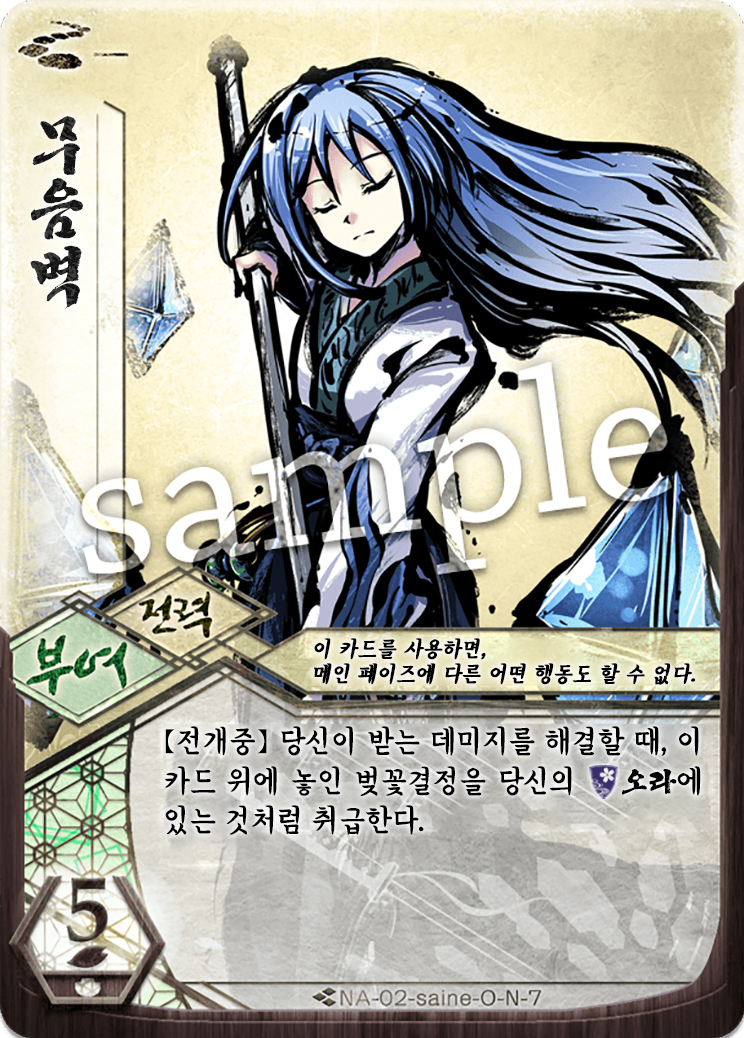 무음벽
sample
전력
부여
이 카드를 사용하면,
메인 페이즈에 다른 어떤 행동도 할 수 없다.
【전개중】 당신이 받는 데미지를 해결할 때, 이
카드 위에 놓인 벚꽃결정을 당신의 오라에
있는 것처럼 취급한다.
5
NA-02-saine-O-N-7